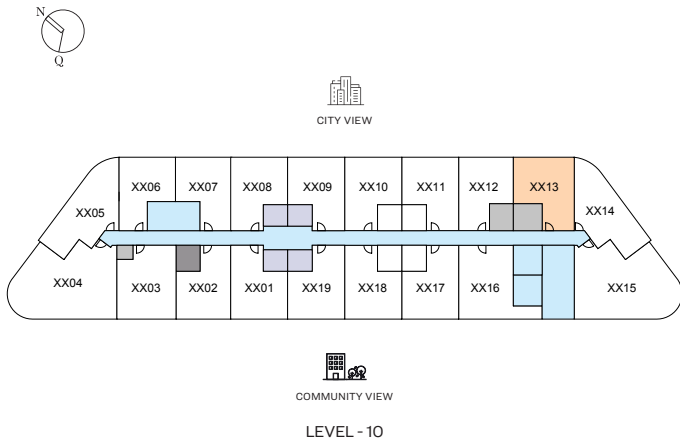 N
Q
CITY VIEW
XX06 XX07 XX08 XX09 XX10 XX11 XX12 XX13
XX05 XX14
XX04 XX03 XX02 XX01 XX19 XX18 XX17 XX16 XX15
COMMUNITY VIEW
LEVEL - 10